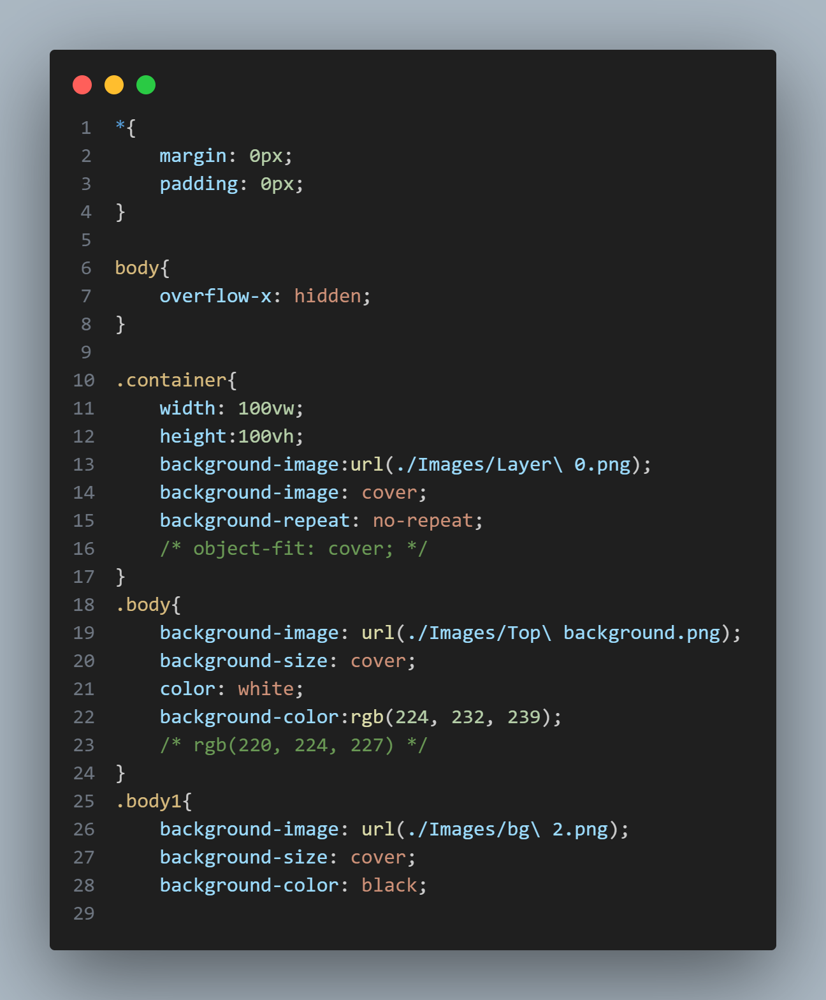 1 *{
2     margin: 0px;
3     padding: 0px;
4 }
5
6 body{
7     overflow-x: hidden;
8 }
9
10 .container{
11     width: 100vw;
12     height:100vh;
13     background-image:url(./Images/Layer\ 0.png);
14     background-image: cover;
15     background-repeat: no-repeat;
16     /* object-fit: cover; */
17 }
18 .body{
19     background-image: url(./Images/Top\ background.png);
20     background-size: cover;
21     color: white;
22     background-color:rgb(224, 232, 239);
23     /* rgb(220, 224, 227) */
24 }
25 .body1{
26     background-image: url(./Images/bg\ 2.png);
27     background-size: cover;
28     background-color: black;
29